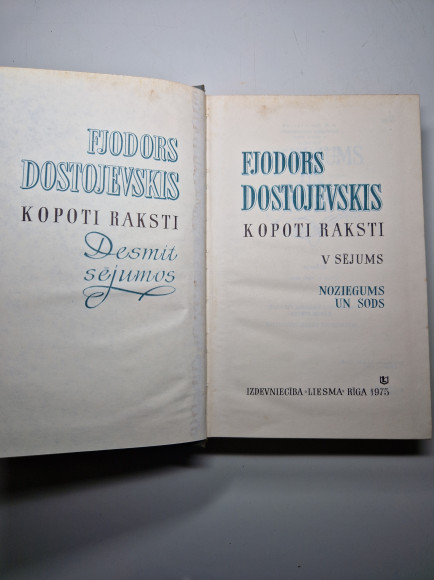 FJODORS
DOSTOJEVSKIS
KOPOTI RAKSTI
Desmit
sējumos
FJODORS
DOSTOJEVSKIS
KOPOTI RAKSTI
V SĒJUMS
NOZIEGUMS
UN SODS
IZDEVNIECĪBA «LIESMA» RĪGA 1975